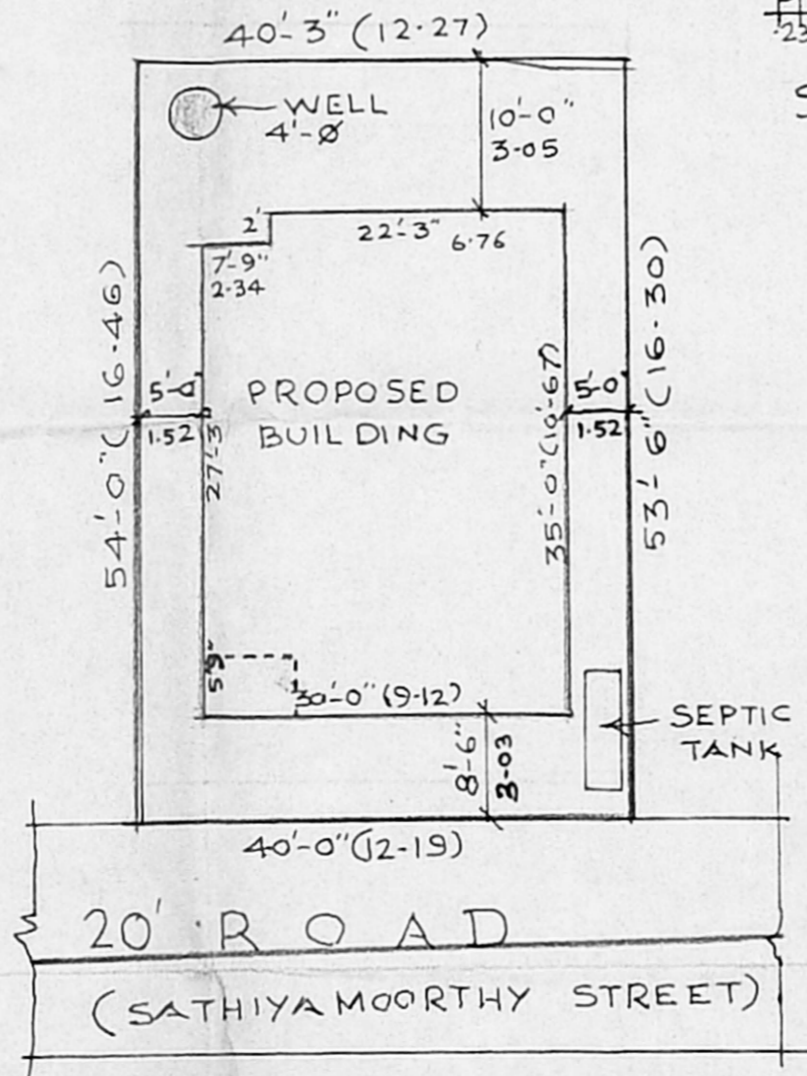 40'-3" (12·27)
·23
WELL
4'-Ø
10'-0"
3·05
2'
22'-3" 6·76
7'-9"
2·34
54'-0" (16·46)
5'-0"
1.52
27'-3"
PROPOSED
BUILDING
35'-0" (10'-67)
5'-0"
1.52
53'-6" (16·30)
5'9"
30'-0" (9-12)
8'-6"
3-03
SEPTIC
TANK
40'-0" (12-19)
20' ROAD
(SATHIYAMOORTHY STREET)